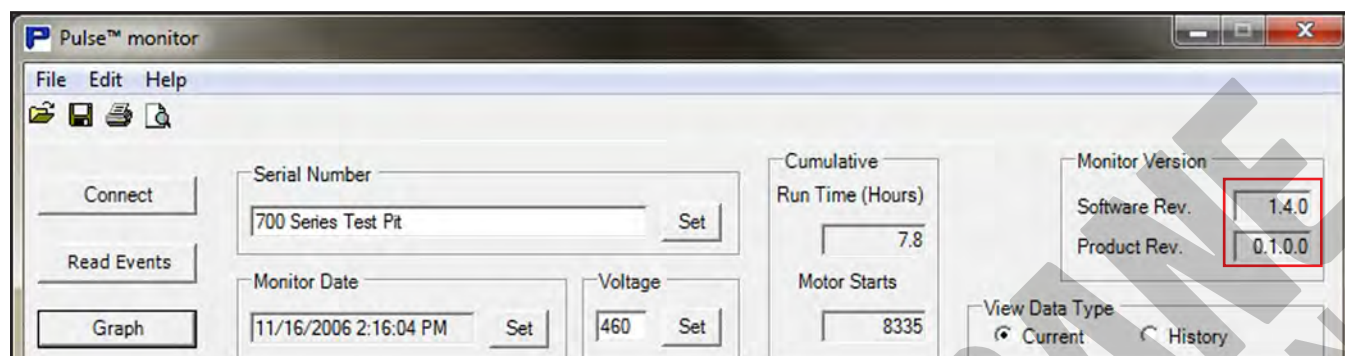 Pulse™ monitor
File Edit Help
Connect
Read Events
Graph
Serial Number
700 Series Test Pit
Set
Monitor Date
11/16/2006 2:16:04 PM
Set
Voltage
460
Set
Cumulative
Run Time (Hours)
7.8
Motor Starts
8335
Monitor Version
Software Rev. 1.4.0
Product Rev. 0.1.0.0
View Data Type
Current History